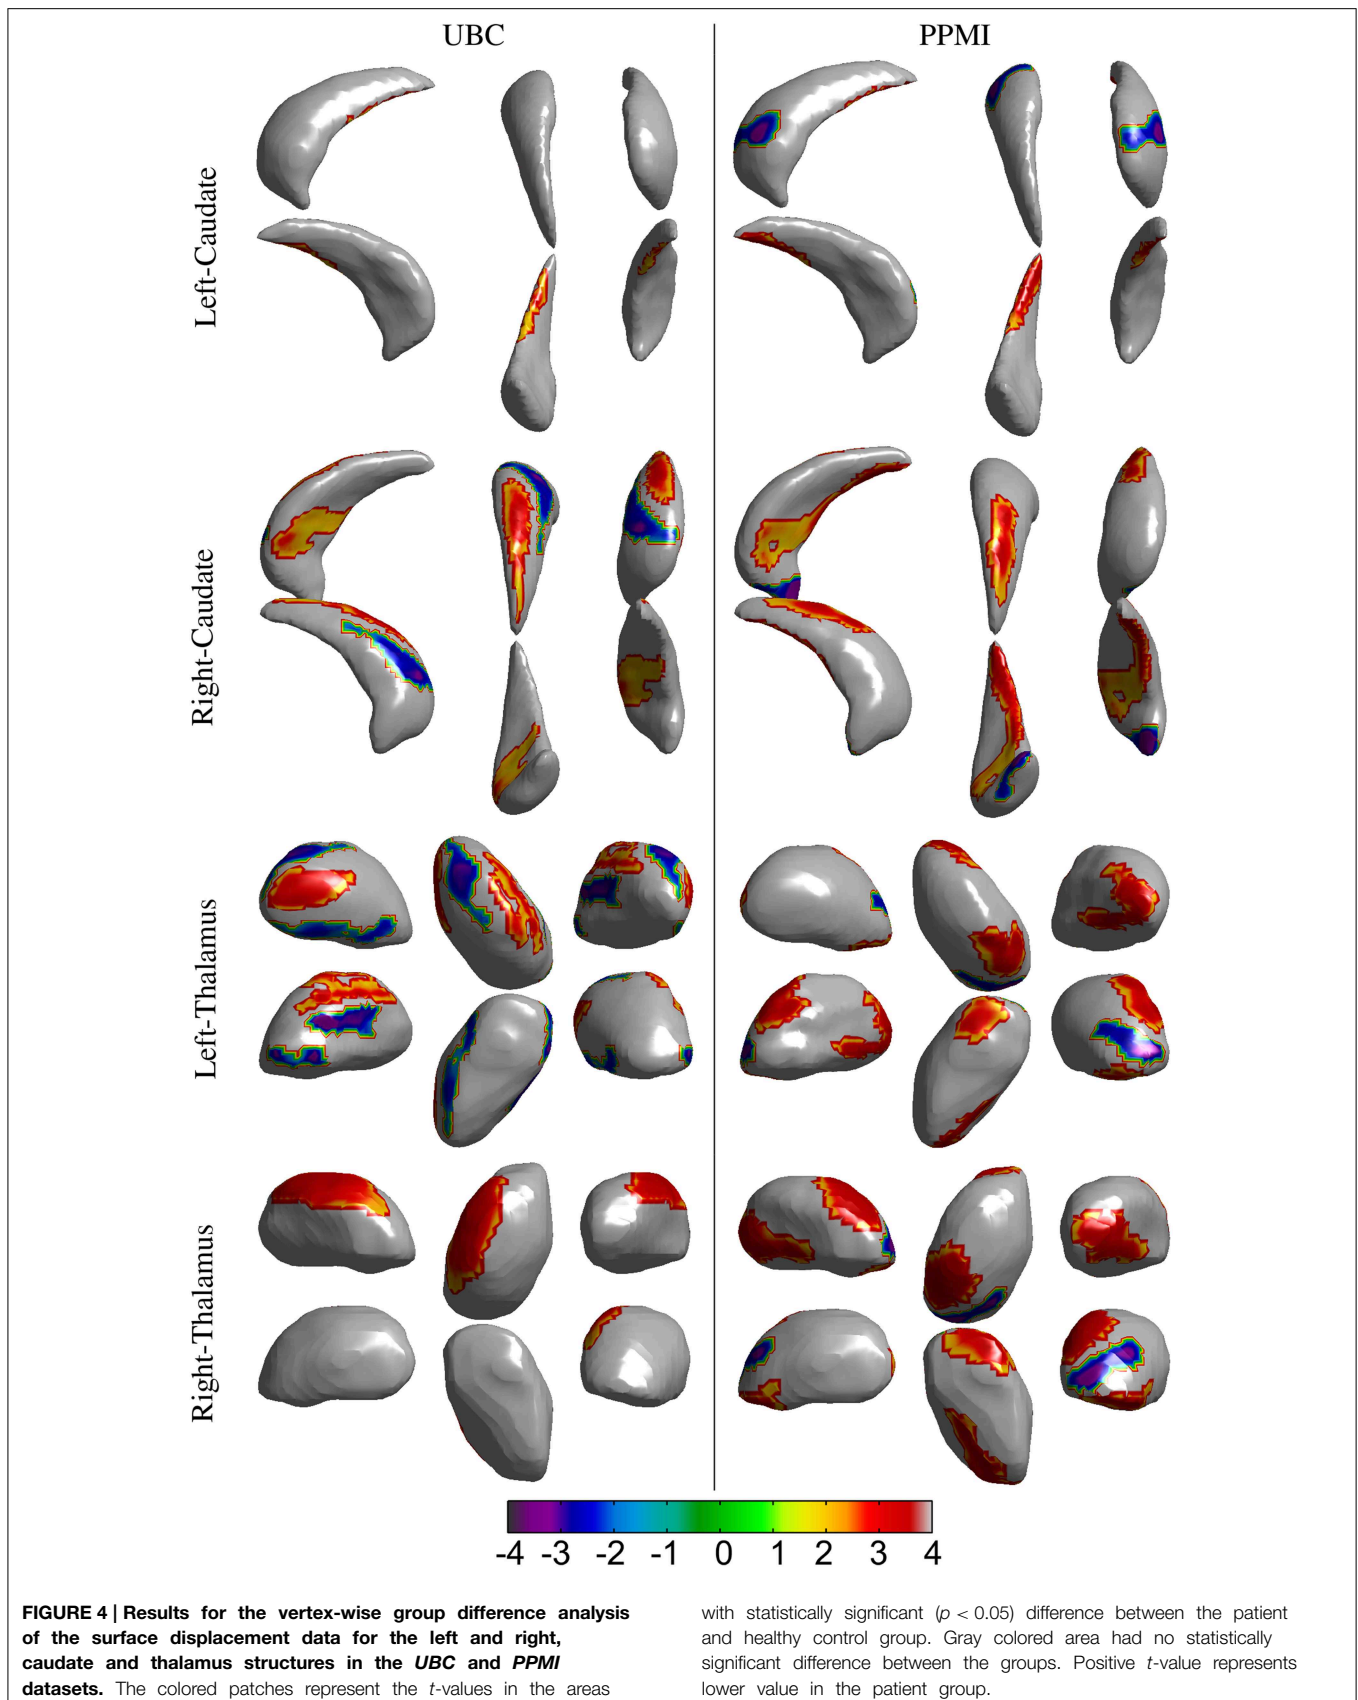 UBC
PPMI
Left-Caudate
Right-Caudate
Left-Thalamus
Right-Thalamus
-4 -3 -2 -1 0 1 2 3 4
FIGURE 4 | Results for the vertex-wise group difference analysis
of the surface displacement data for the left and right,
caudate and thalamus structures in the UBC and PPMI
datasets. The colored patches represent the t-values in the areas
with statistically significant (p < 0.05) difference between the patient
and healthy control group. Gray colored area had no statistically
significant difference between the groups. Positive t-value represents
lower value in the patient group.